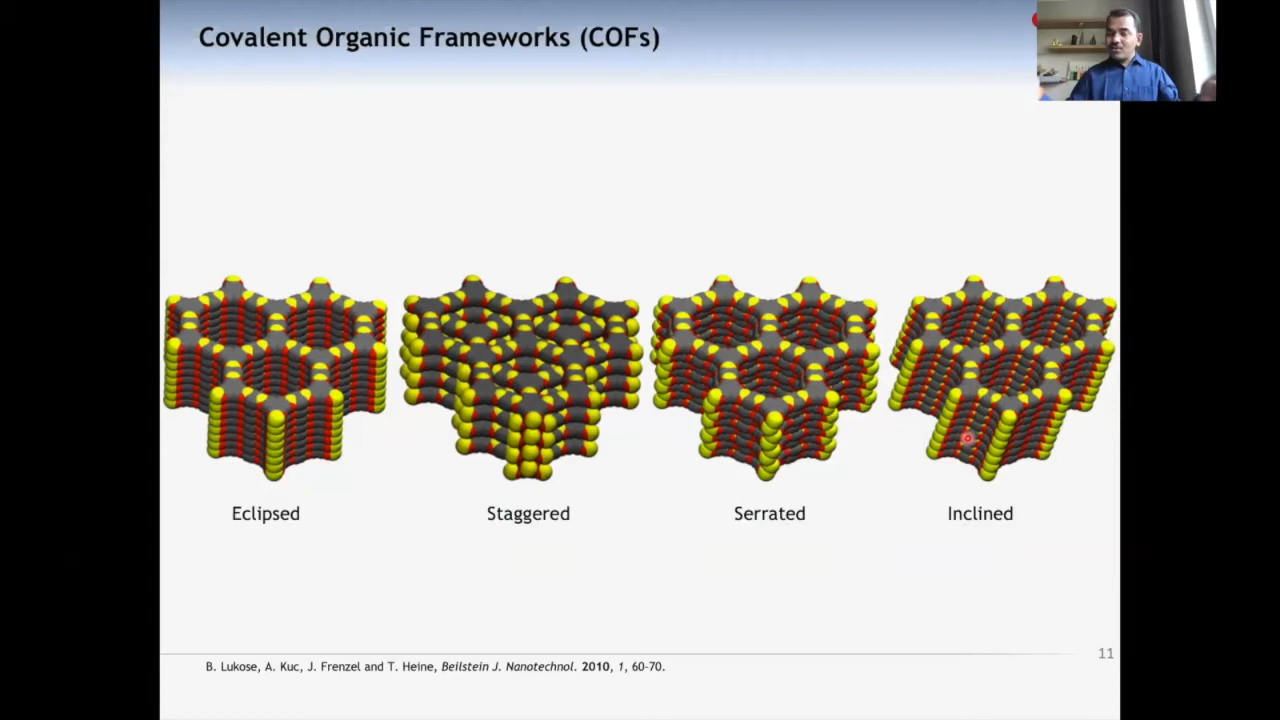 Covalent Organic Frameworks (COFs)
Eclipsed
Staggered
Serrated
Inclined
11
B. Lukose, A. Kuc, J. Frenzel and T. Heine, Beilstein J. Nanotechnol. 2010, 1, 60-70.